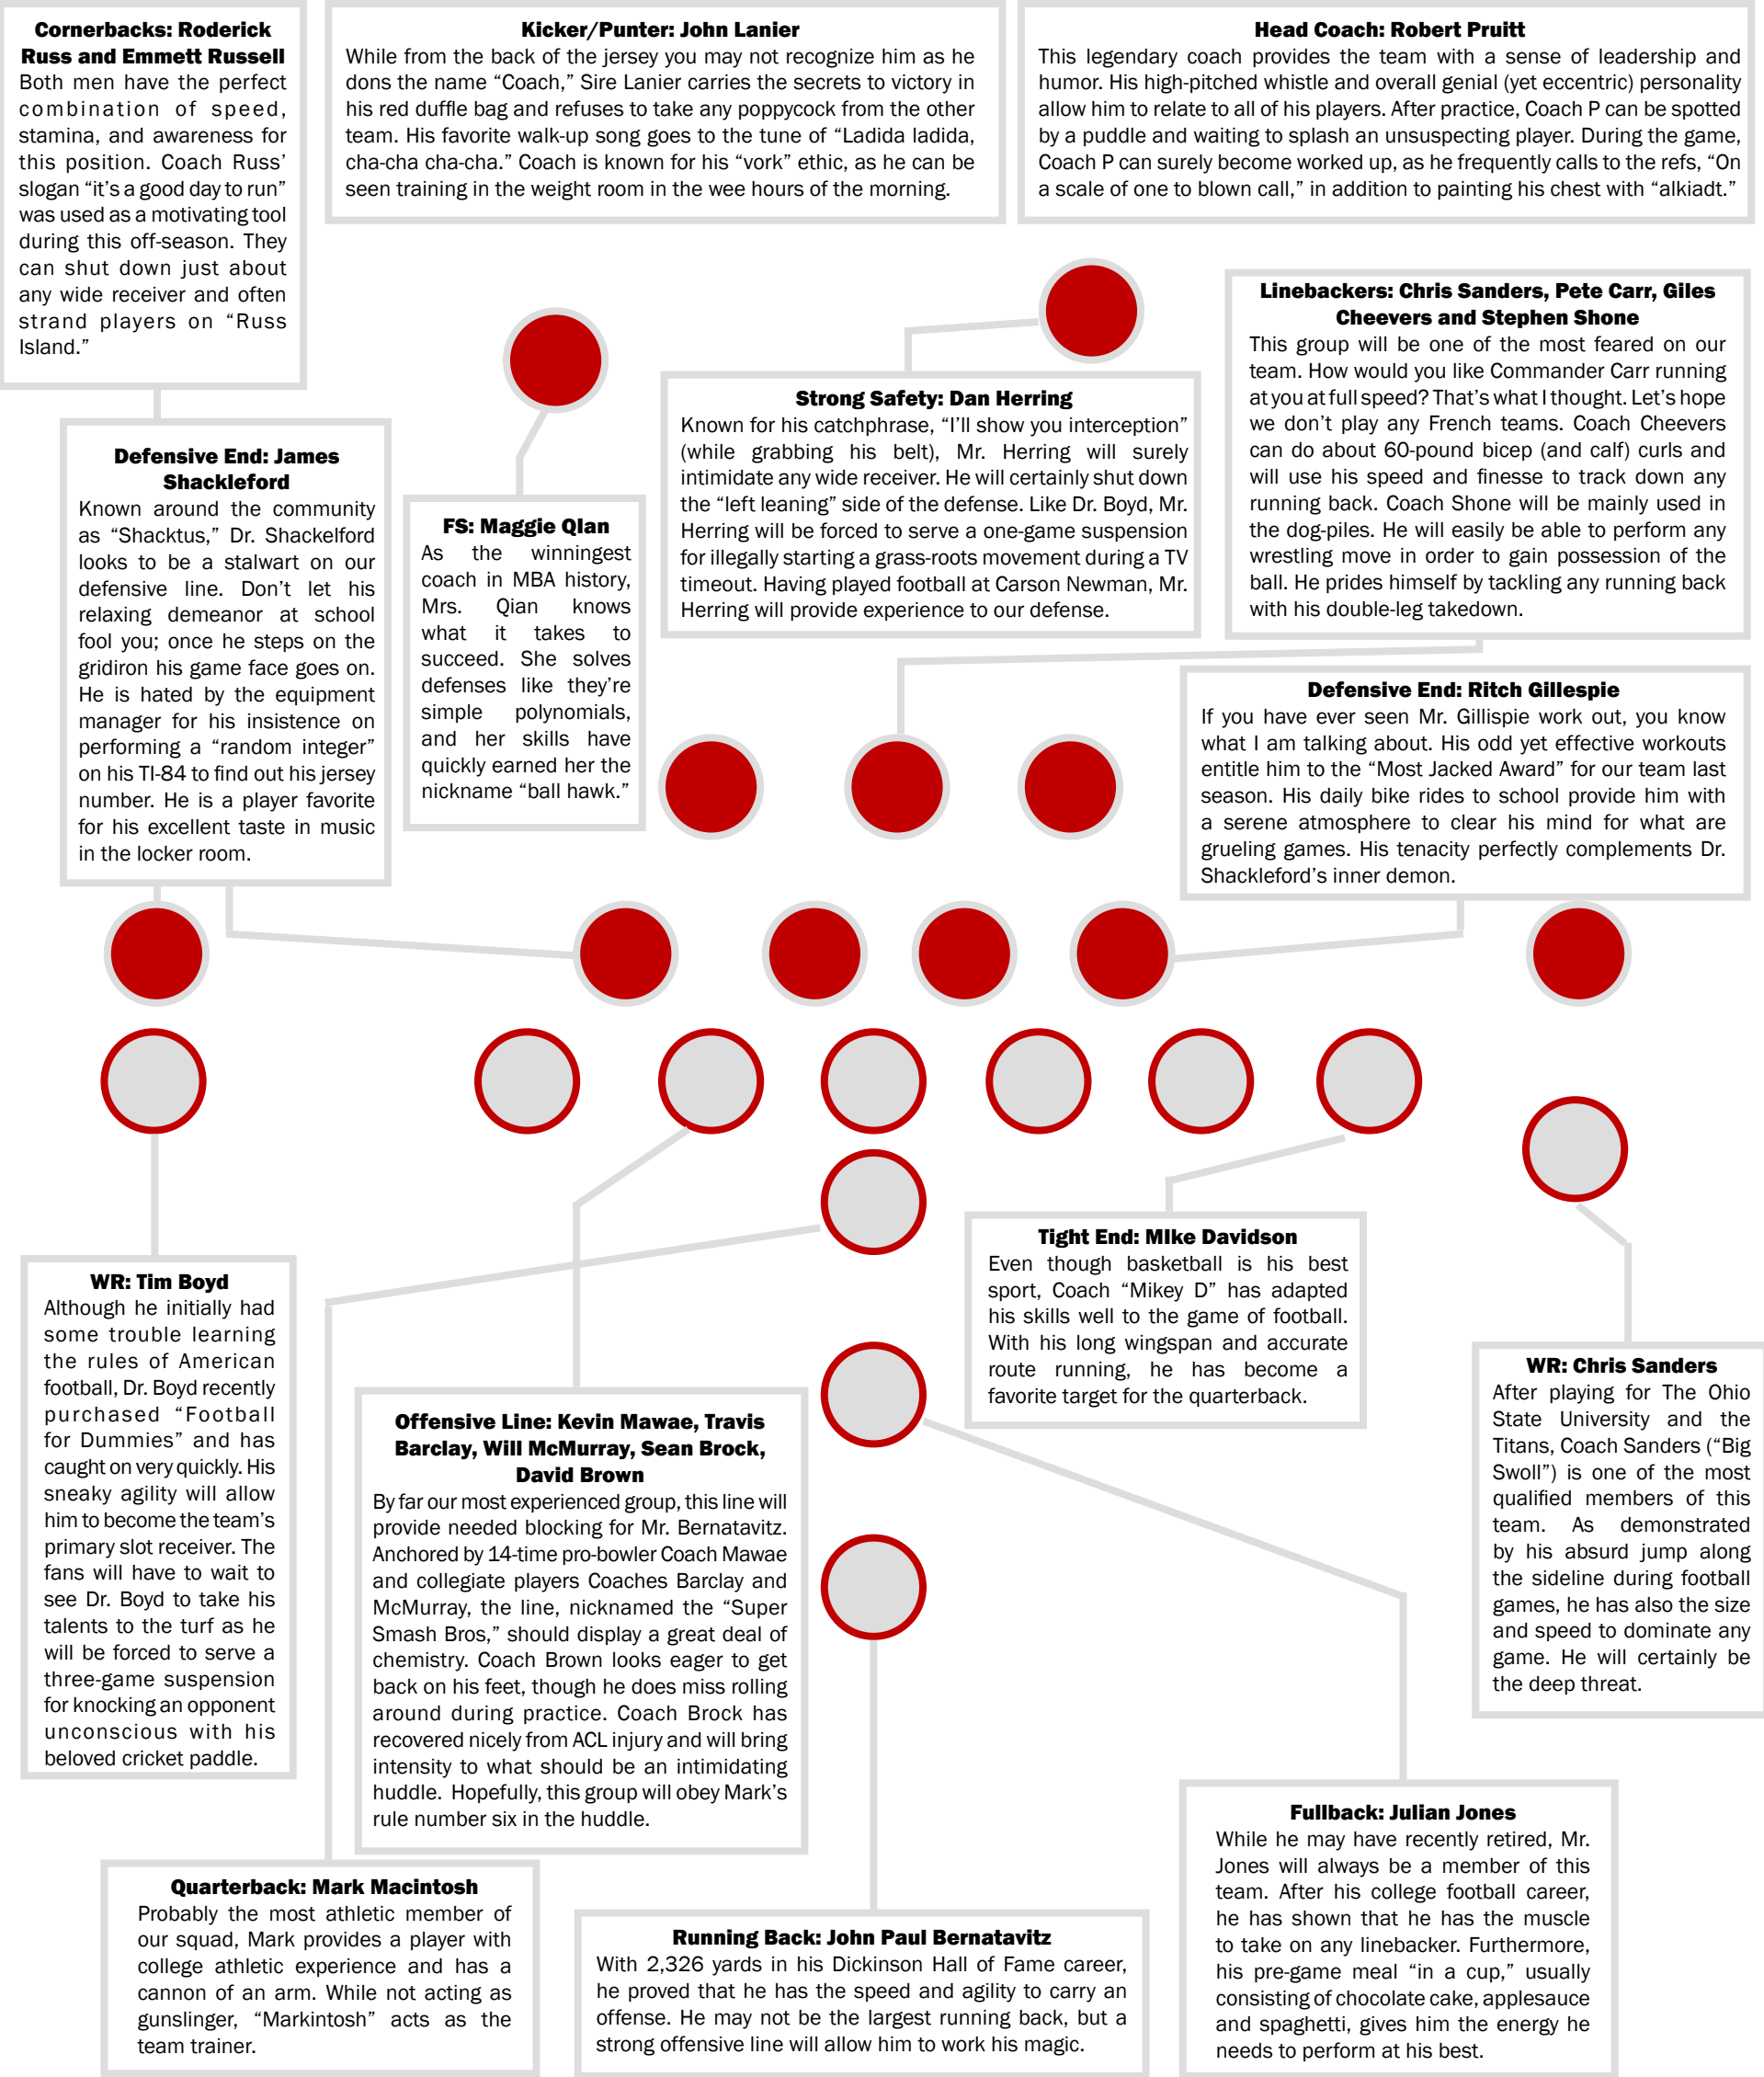 Cornerbacks: Roderick
Russ and Emmett Russell
Both men have the perfect
combination of speed,
stamina, and awareness for
this position. Coach Russ'
slogan “it's a good day to run”
was used as a motivating tool
during this off-season. They
can shut down just about
any wide receiver and often
strand players on “Russ
Island.”
Kicker/Punter: John Lanier
While from the back of the jersey you may not recognize him as he
dons the name “Coach,” Sire Lanier carries the secrets to victory in
his red duffle bag and refuses to take any poppycock from the other
team. His favorite walk-up song goes to the tune of “Ladida ladida,
cha-cha cha-cha.” Coach is known for his “vork” ethic, as he can be
seen training in the weight room in the wee hours of the morning.
Head Coach: Robert Pruitt
This legendary coach provides the team with a sense of leadership and
humor. His high-pitched whistle and overall genial (yet eccentric) personality
allow him to relate to all of his players. After practice, Coach P can be spotted
by a puddle and waiting to splash an unsuspecting player. During the game,
Coach P can surely become worked up, as he frequently calls to the refs, “On
a scale of one to blown call,” in addition to painting his chest with “alkiadt.”
Linebackers: Chris Sanders, Pete Carr, Giles
Cheevers and Stephen Shone
This group will be one of the most feared on our
team. How would you like Commander Carr running
at you at full speed? That's what I thought. Let's hope
we don't play any French teams. Coach Cheevers
can do about 60-pound bicep (and calf) curls and
will use his speed and finesse to track down any
running back. Coach Shone will be mainly used in
the dog-piles. He will easily be able to perform any
wrestling move in order to gain possession of the
ball. He prides himself by tackling any running back
with his double-leg takedown.
Strong Safety: Dan Herring
Known for his catchphrase, “I'll show you interception”
(while grabbing his belt), Mr. Herring will surely
intimidate any wide receiver. He will certainly shut down
the “left leaning” side of the defense. Like Dr. Boyd, Mr.
Herring will be forced to serve a one-game suspension
for illegally starting a grass-roots movement during a TV
timeout. Having played football at Carson Newman, Mr.
Herring will provide experience to our defense.
Defensive End: James
Shackleford
Known around the community
as “Shacktus,” Dr. Shackelford
looks to be a stalwart on our
defensive line. Don't let his
relaxing demeanor at school
fool you; once he steps on the
gridiron his game face goes on.
He is hated by the equipment
manager for his insistence on
performing a “random integer”
on his TI-84 to find out his jersey
number. He is a player favorite
for his excellent taste in music
in the locker room.
FS: Maggie QIan
As the winningest
coach in MBA history,
Mrs. Qian knows
what it takes to
succeed. She solves
defenses like they're
simple polynomials,
and her skills have
quickly earned her the
nickname “ball hawk.”
Defensive End: Ritch Gillespie
If you have ever seen Mr. Gillispie work out, you know
what I am talking about. His odd yet effective workouts
entitle him to the “Most Jacked Award” for our team last
season. His daily bike rides to school provide him with
a serene atmosphere to clear his mind for what are
grueling games. His tenacity perfectly complements Dr.
Shackleford's inner demon.
WR: Tim Boyd
Although he initially had
some trouble learning
the rules of American
football, Dr. Boyd recently
purchased “Football
for Dummies” and has
caught on very quickly. His
sneaky agility will allow
him to become the team's
primary slot receiver. The
fans will have to wait to
see Dr. Boyd to take his
talents to the turf as he
will be forced to serve a
three-game suspension
for knocking an opponent
unconscious with his
beloved cricket paddle.
Tight End: MIke Davidson
Even though basketball is his best
sport, Coach “Mikey D” has adapted
his skills well to the game of football.
With his long wingspan and accurate
route running, he has become a
favorite target for the quarterback.
WR: Chris Sanders
After playing for The Ohio
State University and the
Titans, Coach Sanders (“Big
Swoll”) is one of the most
qualified members of this
team. As demonstrated
by his absurd jump along
the sideline during football
games, he has also the size
and speed to dominate any
game. He will certainly be
the deep threat.
Offensive Line: Kevin Mawae, Travis
Barclay, Will McMurray, Sean Brock,
David Brown
By far our most experienced group, this line will
provide needed blocking for Mr. Bernatavitz.
Anchored by 14-time pro-bowler Coach Mawae
and collegiate players Coaches Barclay and
McMurray, the line, nicknamed the “Super
Smash Bros,” should display a great deal of
chemistry. Coach Brown looks eager to get
back on his feet, though he does miss rolling
around during practice. Coach Brock has
recovered nicely from ACL injury and will bring
intensity to what should be an intimidating
huddle. Hopefully, this group will obey Mark's
rule number six in the huddle.
Quarterback: Mark Macintosh
Probably the most athletic member of
our squad, Mark provides a player with
college athletic experience and has a
cannon of an arm. While not acting as
gunslinger, “Markintosh” acts as the
team trainer.
Running Back: John Paul Bernatavitz
With 2,326 yards in his Dickinson Hall of Fame career,
he proved that he has the speed and agility to carry an
offense. He may not be the largest running back, but a
strong offensive line will allow him to work his magic.
Fullback: Julian Jones
While he may have recently retired, Mr.
Jones will always be a member of this
team. After his college football career,
he has shown that he has the muscle
to take on any linebacker. Furthermore,
his pre-game meal “in a cup,” usually
consisting of chocolate cake, applesauce
and spaghetti, gives him the energy he
needs to perform at his best.